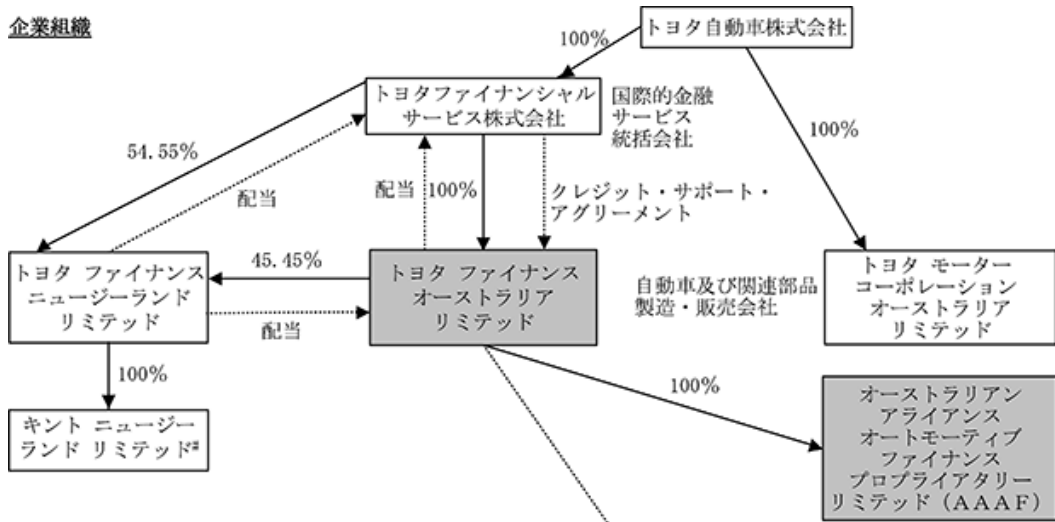 企業組織
トヨタ自動車株式会社
100%
トヨタファイナンシャル
サービス株式会社
国際的金融
サービス
統括会社
100%
54.55%
配当
配当
100%
クレジット・サポート・
アグリーメント
トヨタ ファイナンス
ニュージーランド
リミテッド
45.45%
配当
トヨタ ファイナンス
オーストラリア
リミテッド
自動車及び関連部品
製造・販売会社
トヨタ モーター
コーポレーション
オーストラリア
リミテッド
100%
キント ニュージー
ランド リミテッド#
100%
オーストラリアン
アライアンス
オートモーティブ
ファイナンス
プロプライアタリー
リミテッド（ＡＡＡＦ）